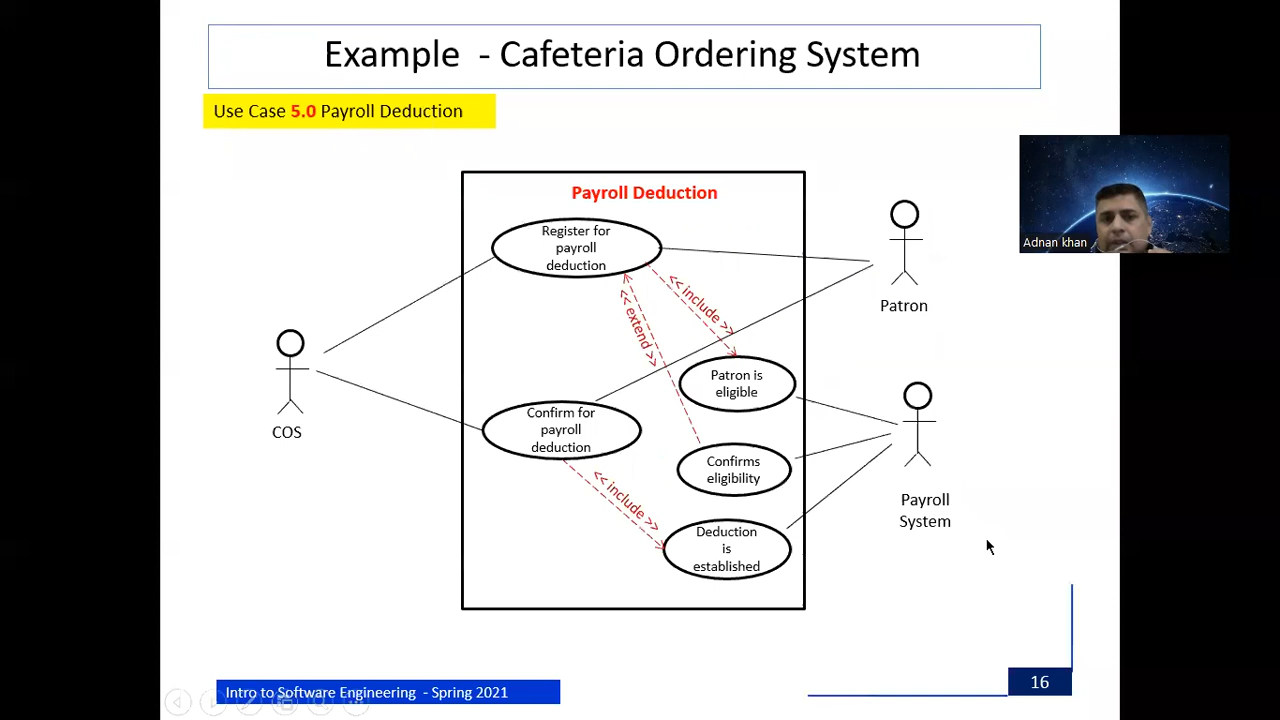 Example - Cafeteria Ordering System
Use Case 5.0 Payroll Deduction
Payroll Deduction
Register for
payroll
deduction
<< include >>
<< extend >>
Patron
Adnan khan
COS
Patron is
eligible
Confirm for
payroll
deduction
Confirms
eligibility
<< include >>
Deduction
is
established
Payroll
System
Intro to Software Engineering - Spring 2021
16